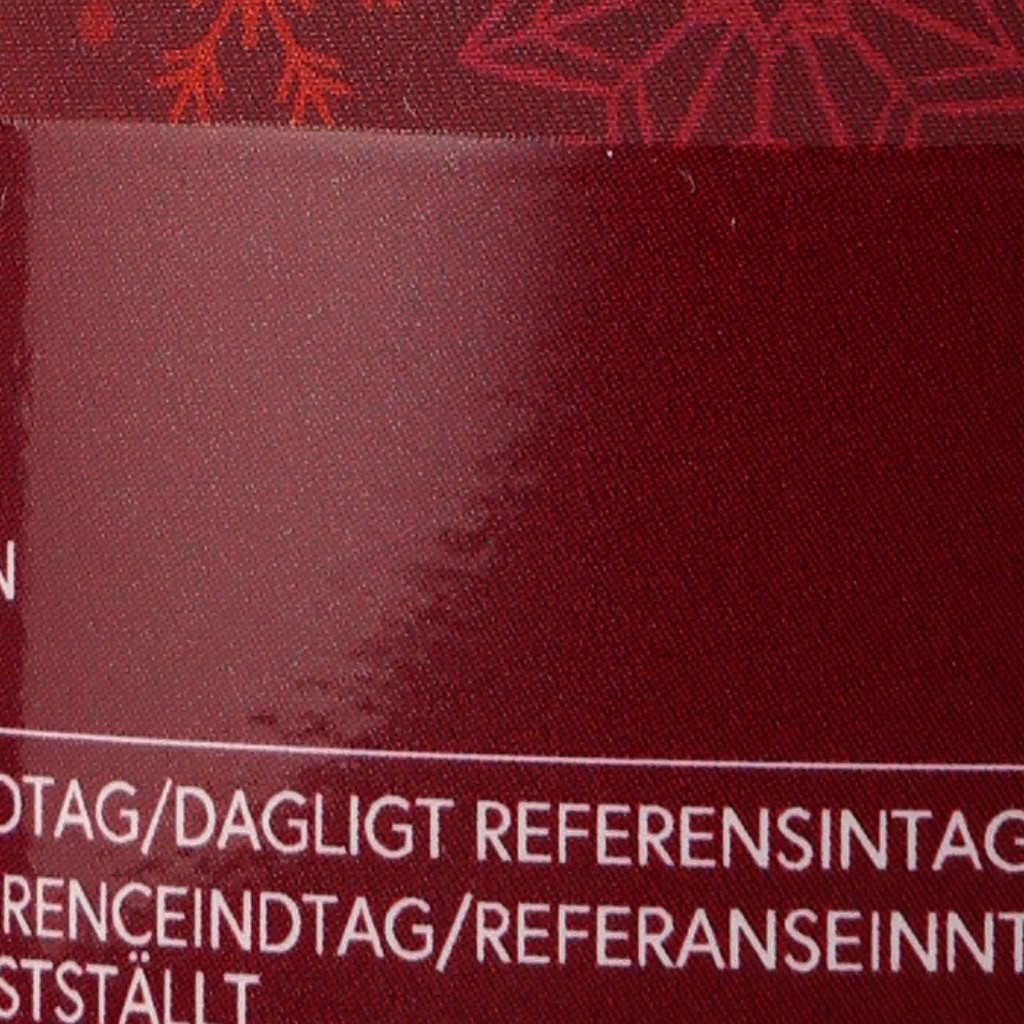 N
DTAG/DAGLIGT REFERENSINTAG
RENCEINDTAG/REFERANSEINNT
STSTÄLLT